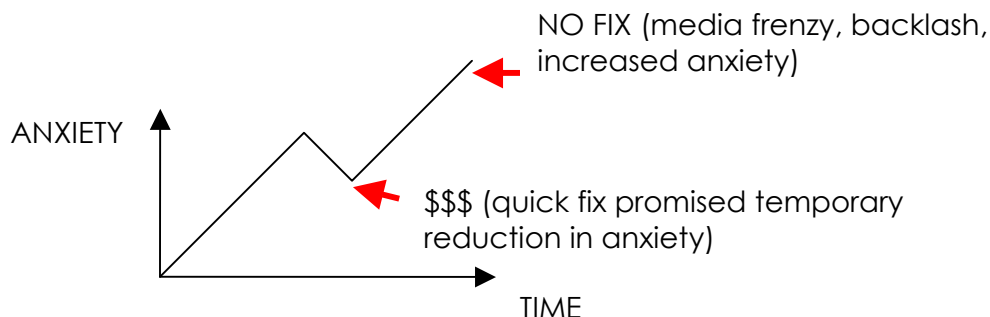 NO FIX (media frenzy, backlash,
increased anxiety)
ANXIETY
$$$ (quick fix promised temporary
reduction in anxiety)
TIME